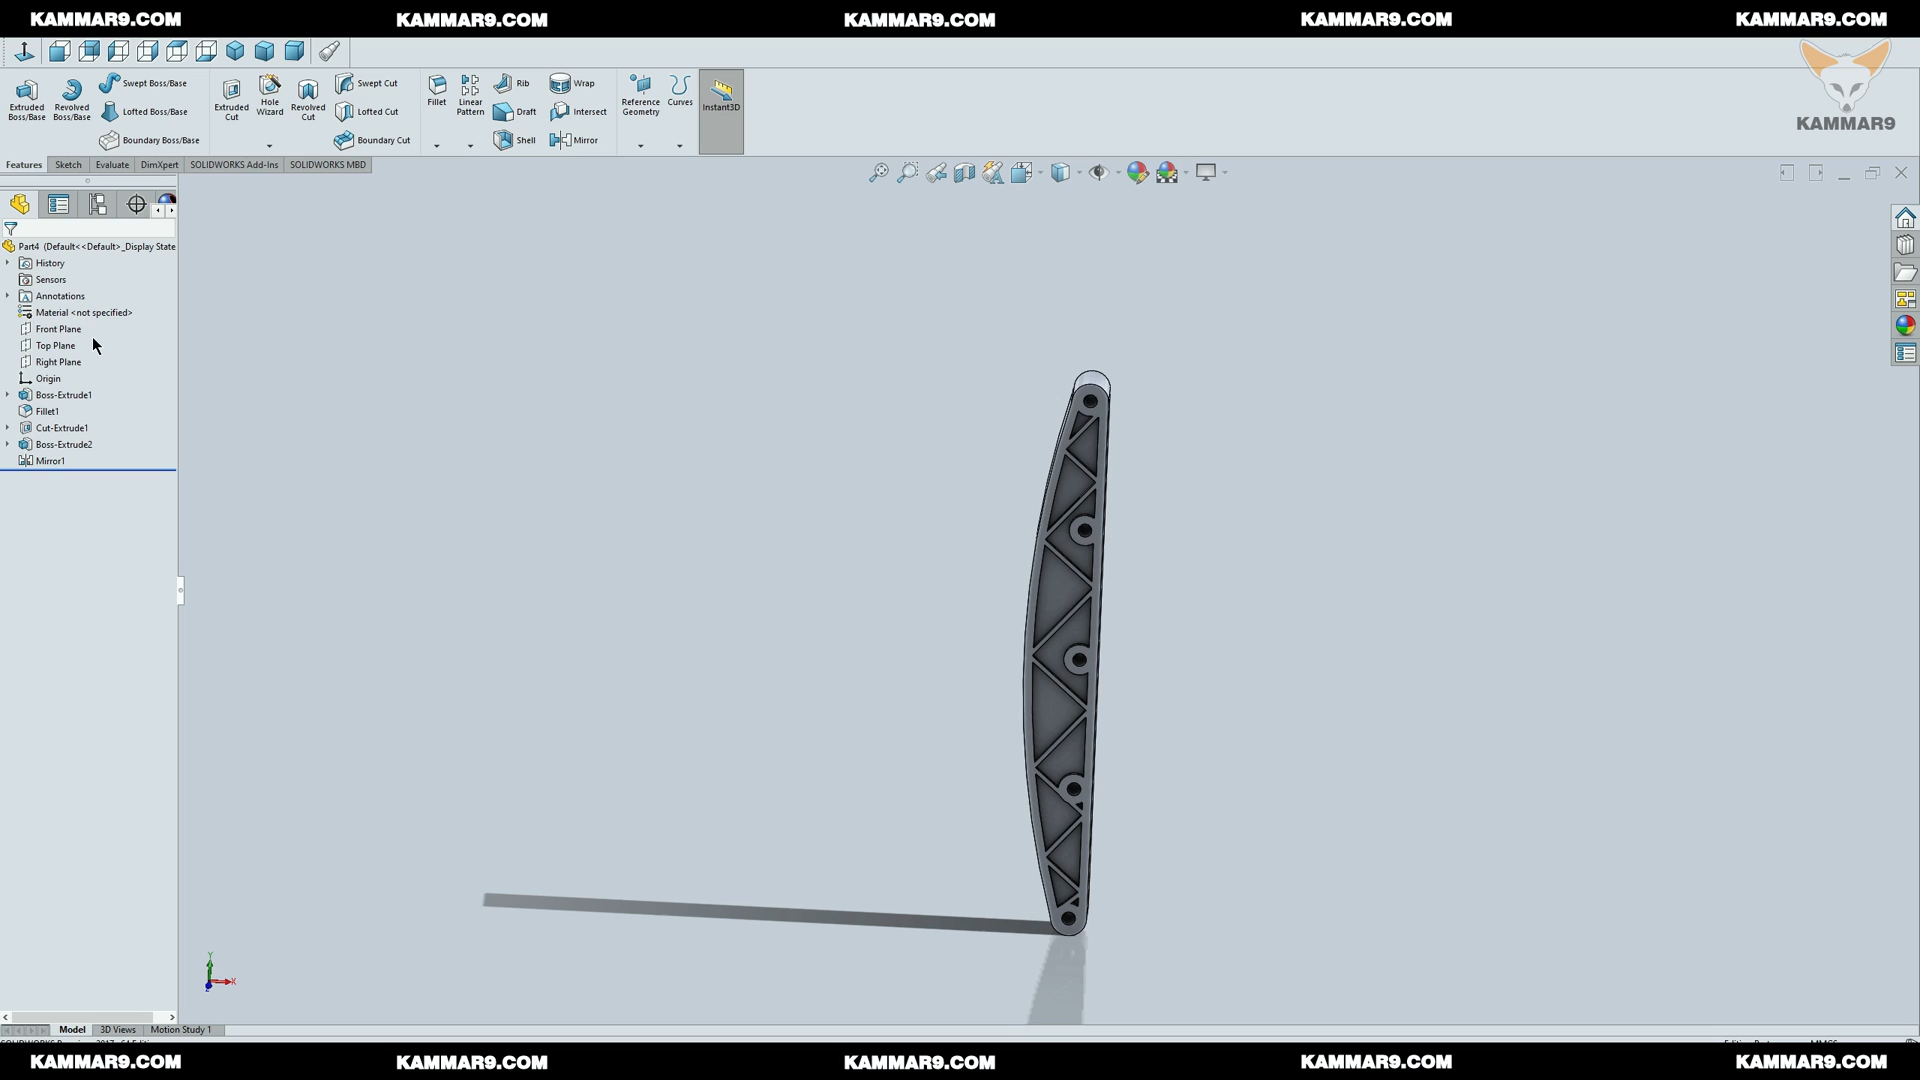 KAMMAR9.COM KAMMAR9.COM KAMMAR9.COM KAMMAR9.COM KAMMAR9.COM
KAMMAR9
Extruded Boss/Base
Revolved Boss/Base
Swept Boss/Base
Lofted Boss/Base
Boundary Boss/Base
Extruded Cut
Hole Wizard
Revolved Cut
Swept Cut
Lofted Cut
Boundary Cut
Fillet
Linear Pattern
Rib
Draft
Shell
Wrap
Intersect
Mirror
Reference Geometry
Curves
Instant3D
Features Sketch Evaluate DimXpert SOLIDWORKS Add-Ins SOLIDWORKS MBD
Part4 (Default<<Default>_Display State
History
Sensors
Annotations
Material <not specified>
Front Plane
Top Plane
Right Plane
Origin
Boss-Extrude1
Fillet1
Cut-Extrude1
Boss-Extrude2
Mirror1
Y
X
Z
Model 3D Views Motion Study 1
KAMMAR9.COM KAMMAR9.COM KAMMAR9.COM KAMMAR9.COM KAMMAR9.COM